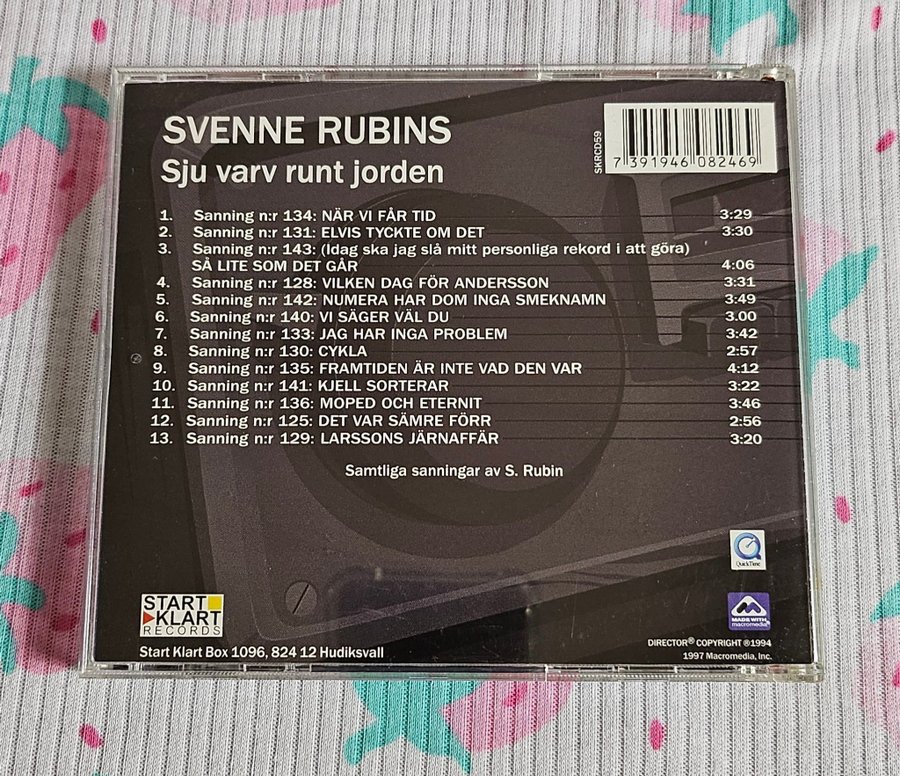 SVENNE RUBINS
Sju varv runt jorden
SKRCD59
7 391946 082469
1. Sanning n:r 134: NÄR VI FÅR TID 3:29
2. Sanning n:r 131: ELVIS TYCKTE OM DET 3:30
3. Sanning n:r 143: (Idag ska jag slå mitt personliga rekord i att göra)
SÅ LITE SOM DET GÅR 4:06
4. Sanning n:r 128: VILKEN DAG FÖR ANDERSSON 3:31
5. Sanning n:r 142: NUMERA HAR DOM INGA SMEKNAMN 3:49
6. Sanning n:r 140: VI SÄGER VÄL DU 3.00
7. Sanning n:r 133: JAG HAR INGA PROBLEM 3:42
8. Sanning n:r 130: CYKLA 2:57
9. Sanning n:r 135: FRAMTIDEN ÄR INTE VAD DEN VAR 4:12
10. Sanning n:r 141: KJELL SORTERAR 3:22
11. Sanning n:r 136: MOPED OCH ETERNIT 3:46
12. Sanning n:r 125: DET VAR SÄMRE FÖRR 2:56
13. Sanning n:r 129: LARSSONS JÄRNAFFÄR 3:20
Samtliga sanningar av S. Rubin
QuickTime
START
KLART
RECORDS
MADE WITH
macromedia
Start Klart Box 1096, 824 12 Hudiksvall
DIRECTOR® COPYRIGHT ®1994
1997 Macromedia, Inc.